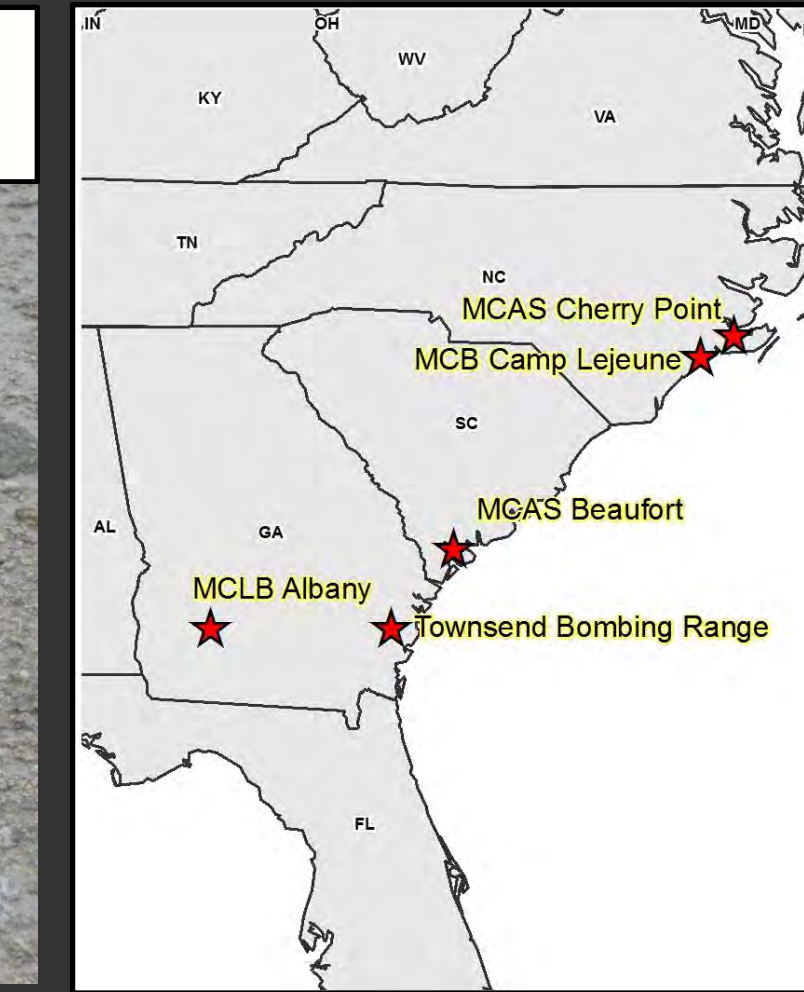 IN
OH
MD
WV
KY
VA
TN
NC
MCAS Cherry Point
MCB Camp Lejeune
SC
MCAS Beaufort
AL
GA
MCLB Albany
Townsend Bombing Range
FL